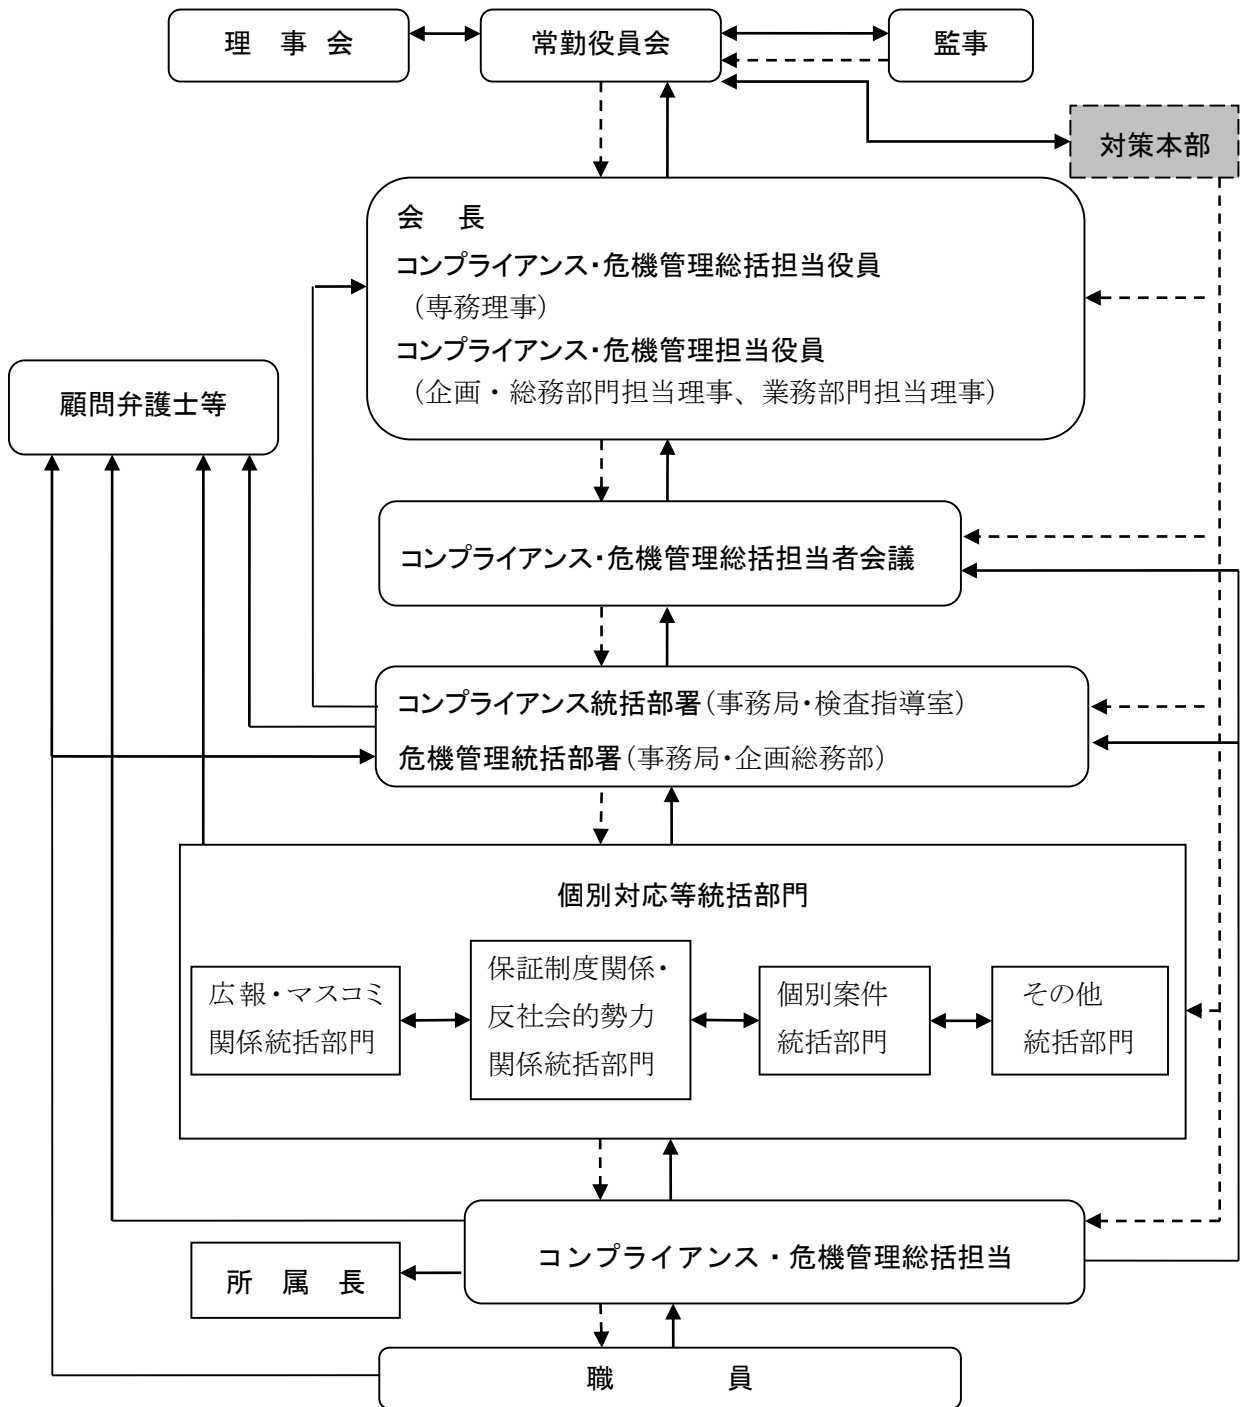 理 事 会
常勤役員会
監事
対策本部
会 長
コンプライアンス・危機管理総括担当役員
（専務理事）
コンプライアンス・危機管理担当役員
（企画・総務部門担当理事、業務部門担当理事）
顧問弁護士等
コンプライアンス・危機管理総括担当者会議
コンプライアンス統括部署（事務局・検査指導室）
危機管理統括部署（事務局・企画総務部）
個別対応等統括部門
広報・マスコミ
関係統括部門
保証制度関係・
反社会的勢力
関係統括部門
個別案件
統括部門
その他
統括部門
コンプライアンス・危機管理総括担当
所 属 長
職 員